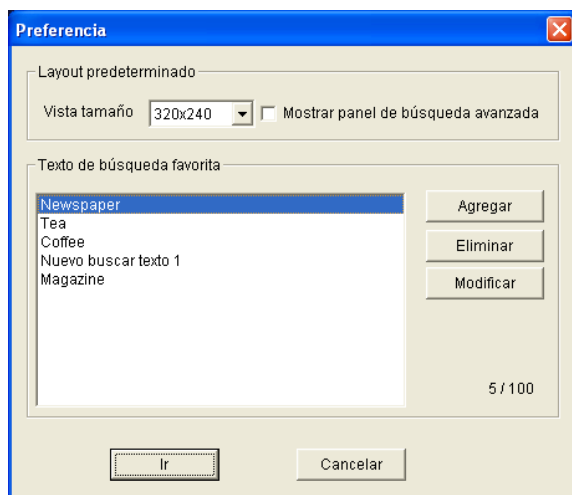 Preferencia
Layout predeterminado
Vista tamaño 320x240 Mostrar panel de búsqueda avanzada
Texto de búsqueda favorita
Newspaper
Tea
Coffee
Nuevo buscar texto 1
Magazine
Agregar
Eliminar
Modificar
5 / 100
Ir Cancelar